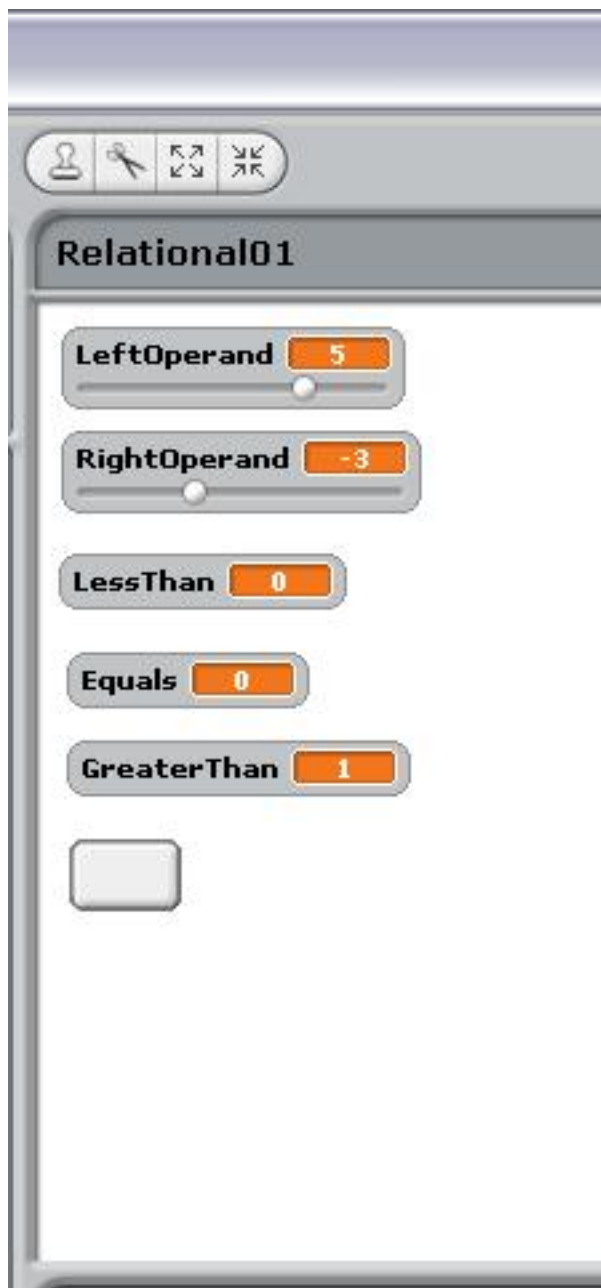 Relational01
LeftOperand 5
RightOperand -3
LessThan 0
Equals 0
GreaterThan 1